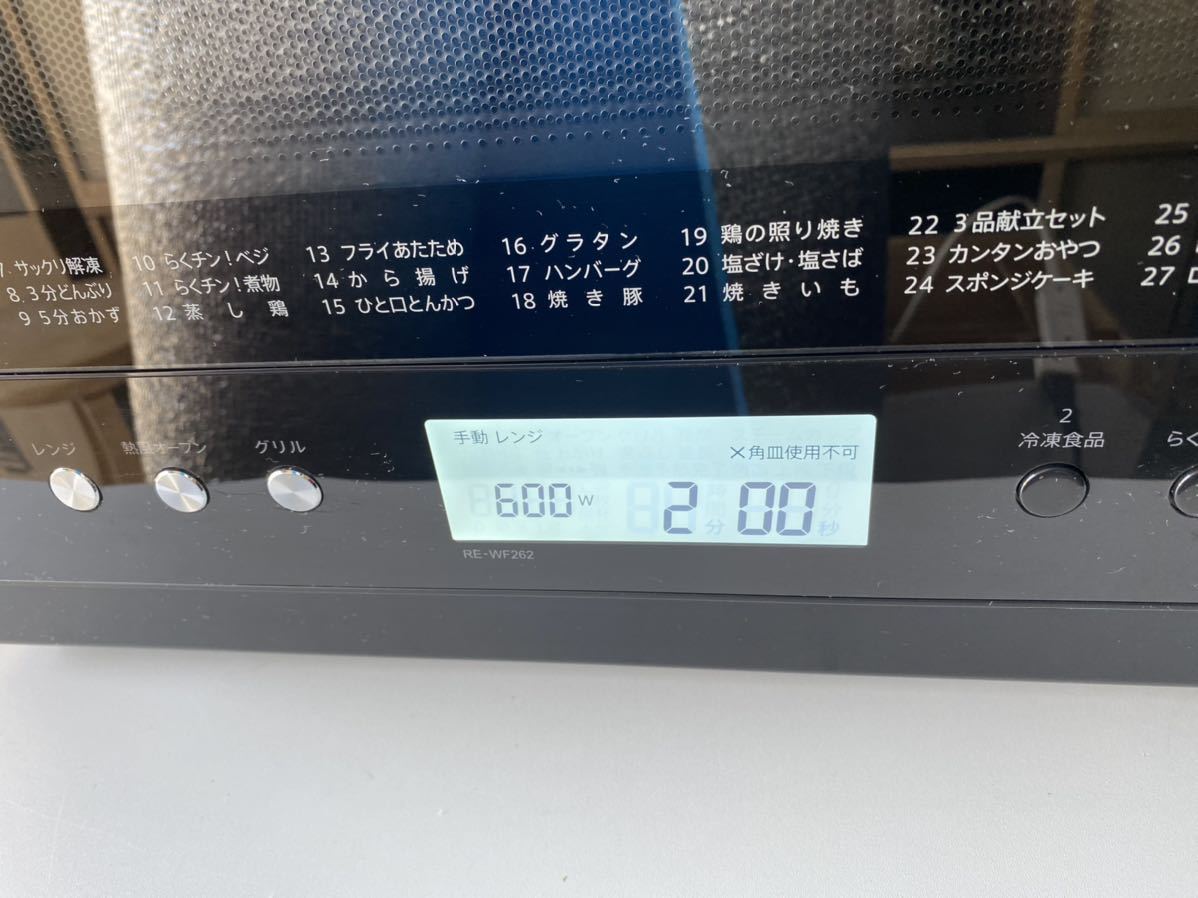 サックリ解凍
8 3分どんぶり
9 5分おかず
10 らくチン!ベジ
11 らくチン!煮物
12 蒸し鶏
13 フライあたため
14 から揚げ
15 ひと口とんかつ
16 グラタン
17 ハンバーグ
18 焼き豚
19 鶏の照り焼き
20 塩ざけ・塩さば
21 焼きいも
22 3品献立セット
23 カンタンおやつ
24 スポンジケーキ
25
26
27
レンジ
熱風オーブン
グリル
手動 レンジ
×角皿使用不可
600W 2分00秒
RE-WF262
2
冷凍食品
らく